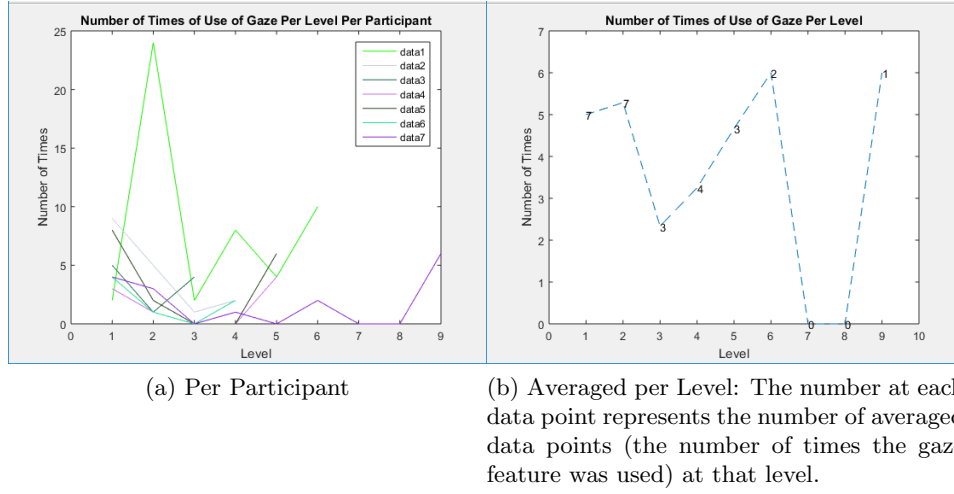 Number of Times of Use of Gaze Per Level Per Participant
25
20
15
10
5
0
Number of Times
0 1 2 3 4 5 6 7 8 9
Level
data1
data2
data3
data4
data5
data6
data7
Number of Times of Use of Gaze Per Level
7
6
5
4
3
2
1
0
Number of Times
0 1 2 3 4 5 6 7 8 9 10
Level
7
7
3
4
3
2
0
0
1
(a) Per Participant
(b) Averaged per Level: The number at each
data point represents the number of averaged
data points (the number of times the gaze
feature was used) at that level.